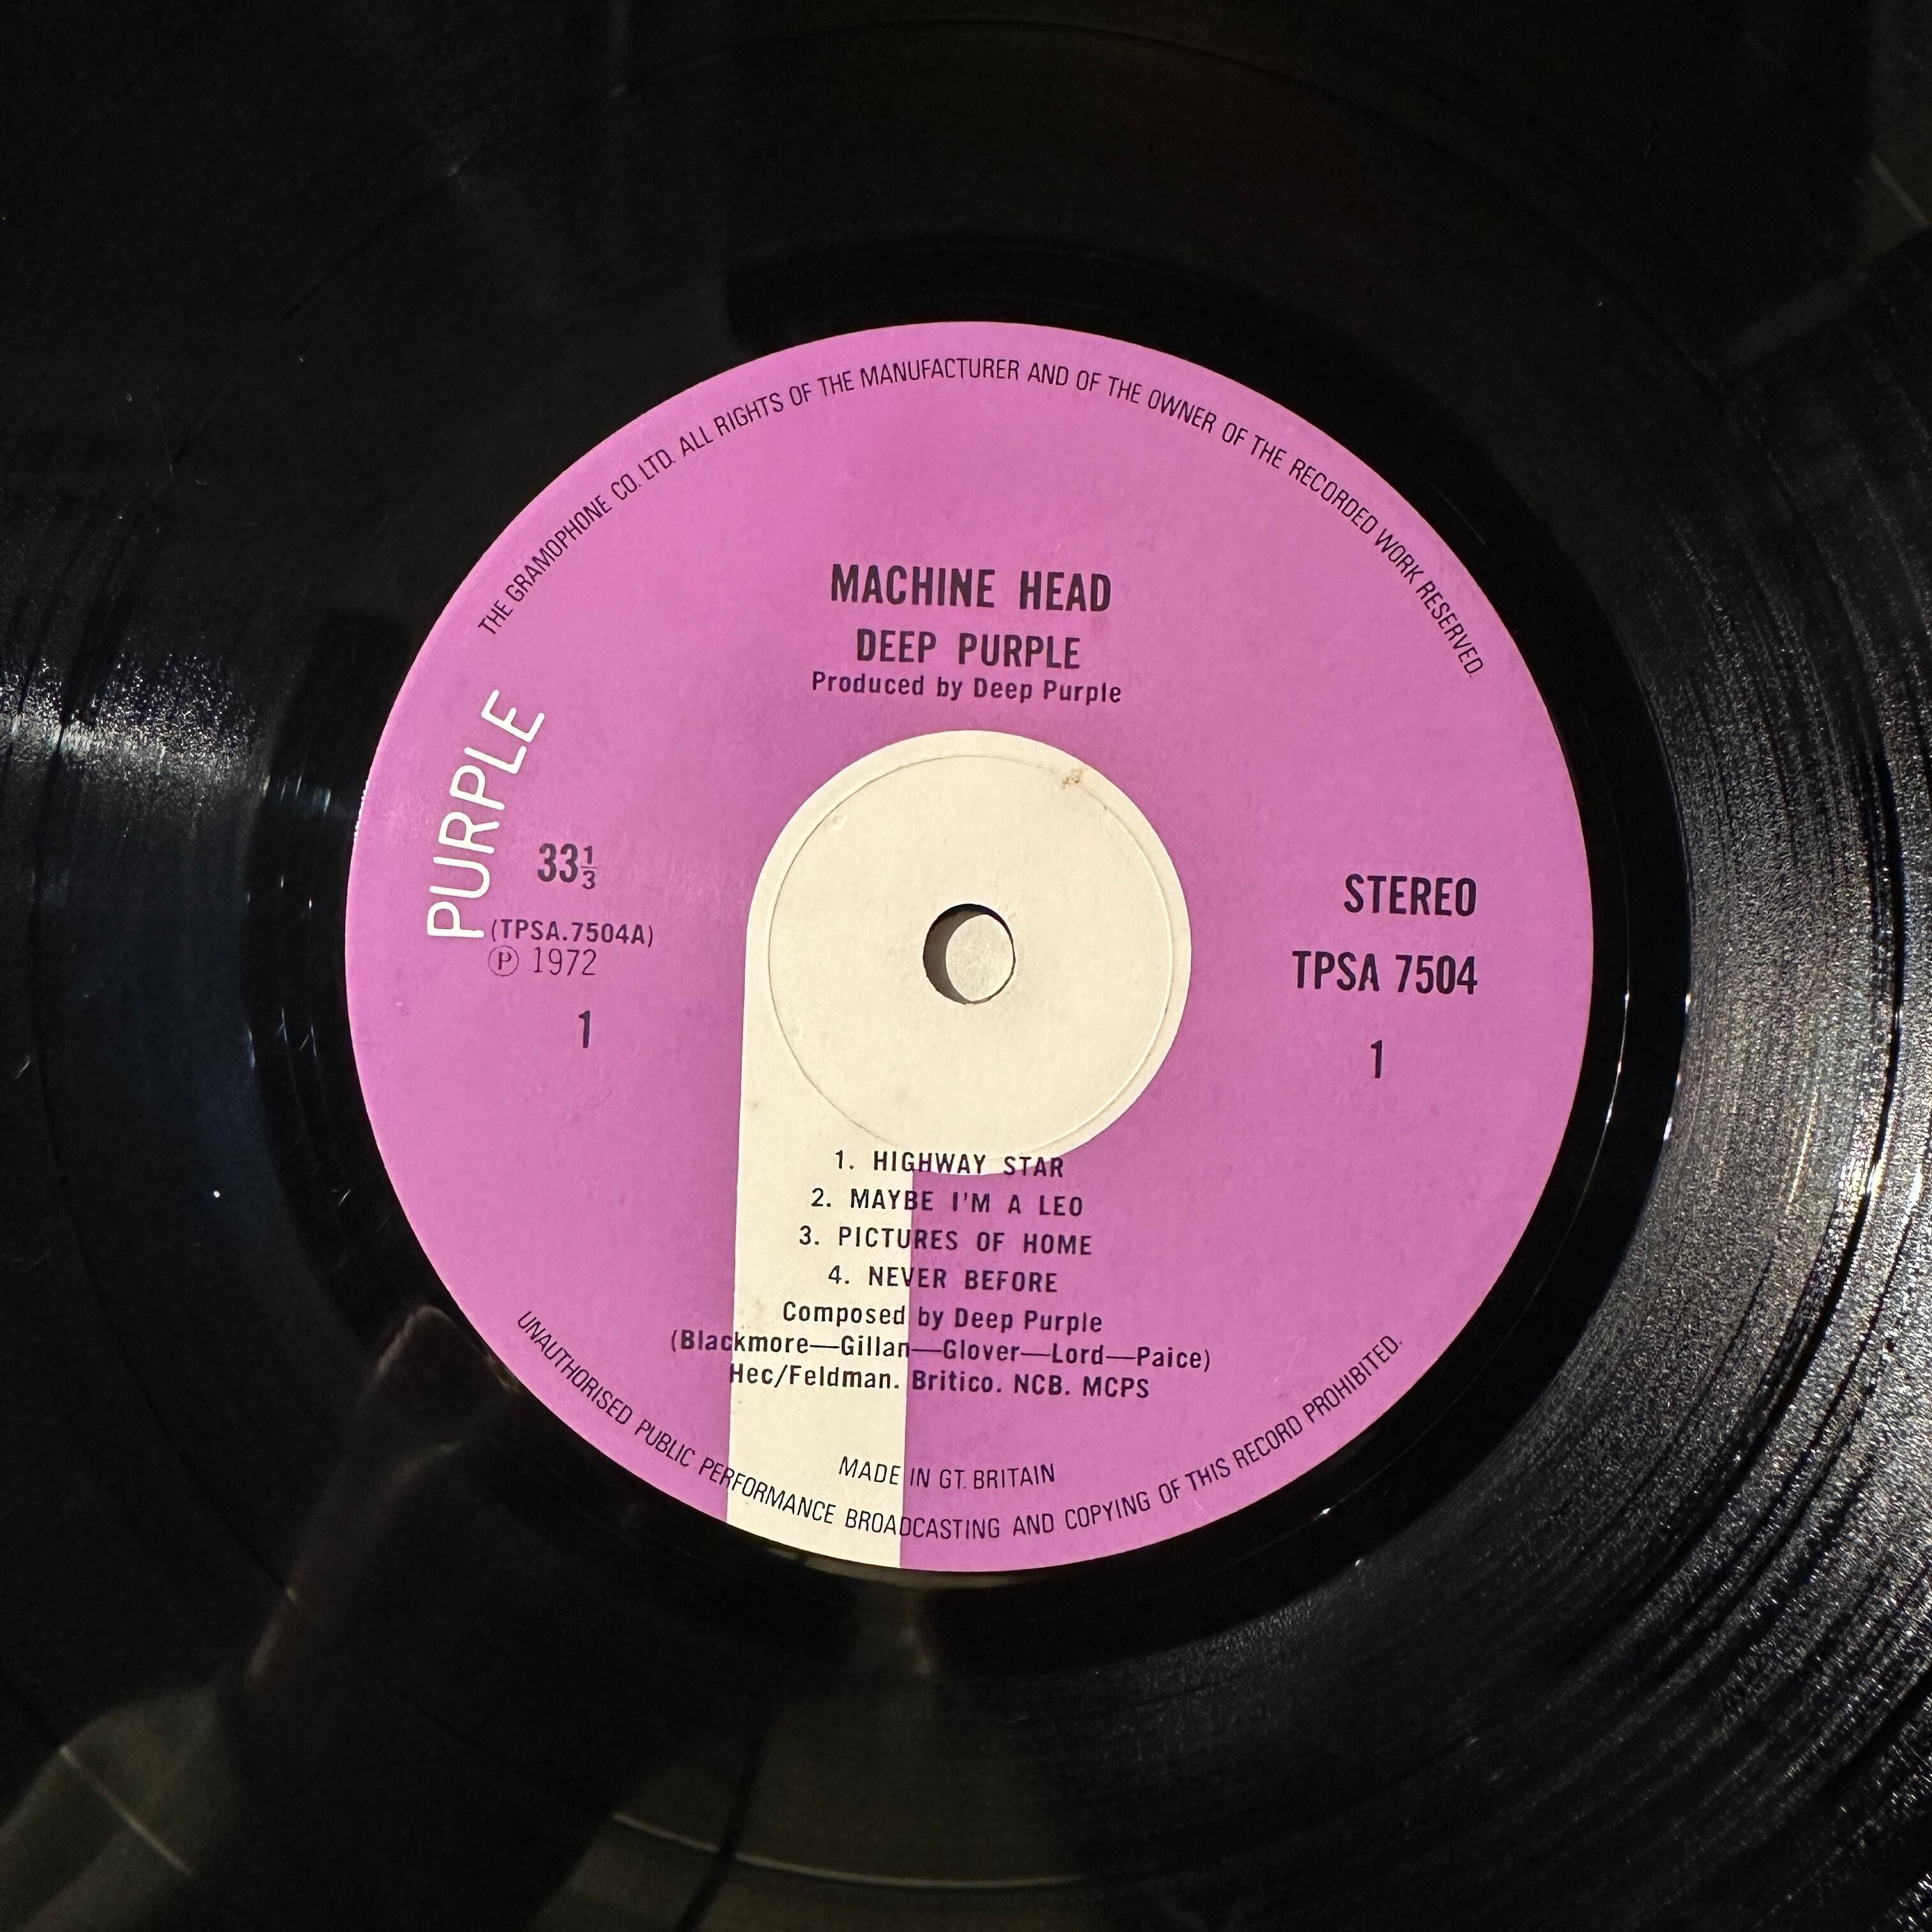 THE GRAMOPHONE CO. LTD. ALL RIGHTS OF THE MANUFACTURER AND OF THE OWNER OF THE RECORDED WORK RESERVED.
MACHINE HEAD
DEEP PURPLE
Produced by Deep Purple
PURPLE
33⅓
(TPSA.7504A)
Ⓟ 1972
1
STEREO
TPSA 7504
1
1. HIGHWAY STAR
2. MAYBE I'M A LEO
3. PICTURES OF HOME
4. NEVER BEFORE
Composed by Deep Purple
(Blackmore—Gillan—Glover—Lord—Paice)
Hec/Feldman. Britico. NCB. MCPS
MADE IN GT. BRITAIN
UNAUTHORISED PUBLIC PERFORMANCE BROADCASTING AND COPYING OF THIS RECORD PROHIBITED.